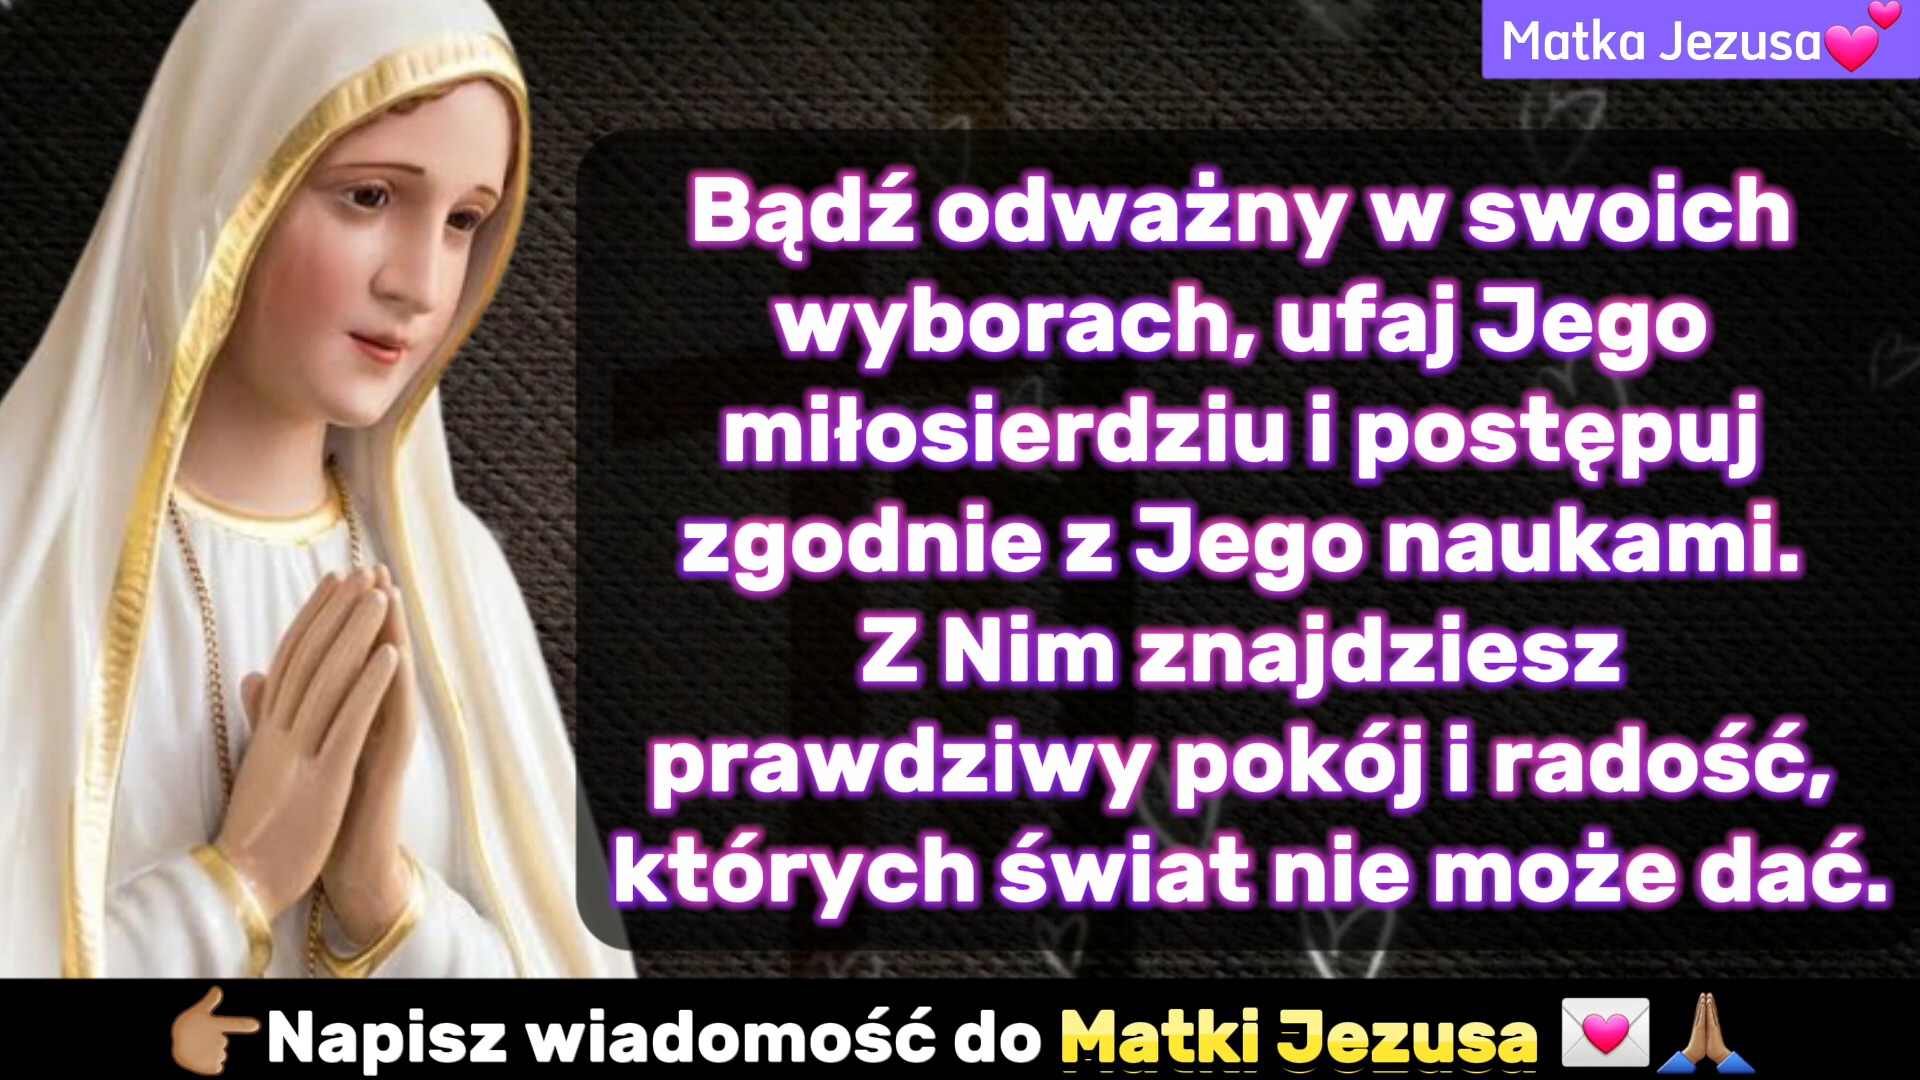 Matka Jezusa💕
Bądź odważny w swoich
wyborach, ufaj Jego
miłosierdziu i postępuj
zgodnie z Jego naukami.
Z Nim znajdziesz
prawdziwy pokój i radość,
których świat nie może dać.
👉🏽Napisz wiadomość do Matki Jezusa 💌🙏🏽